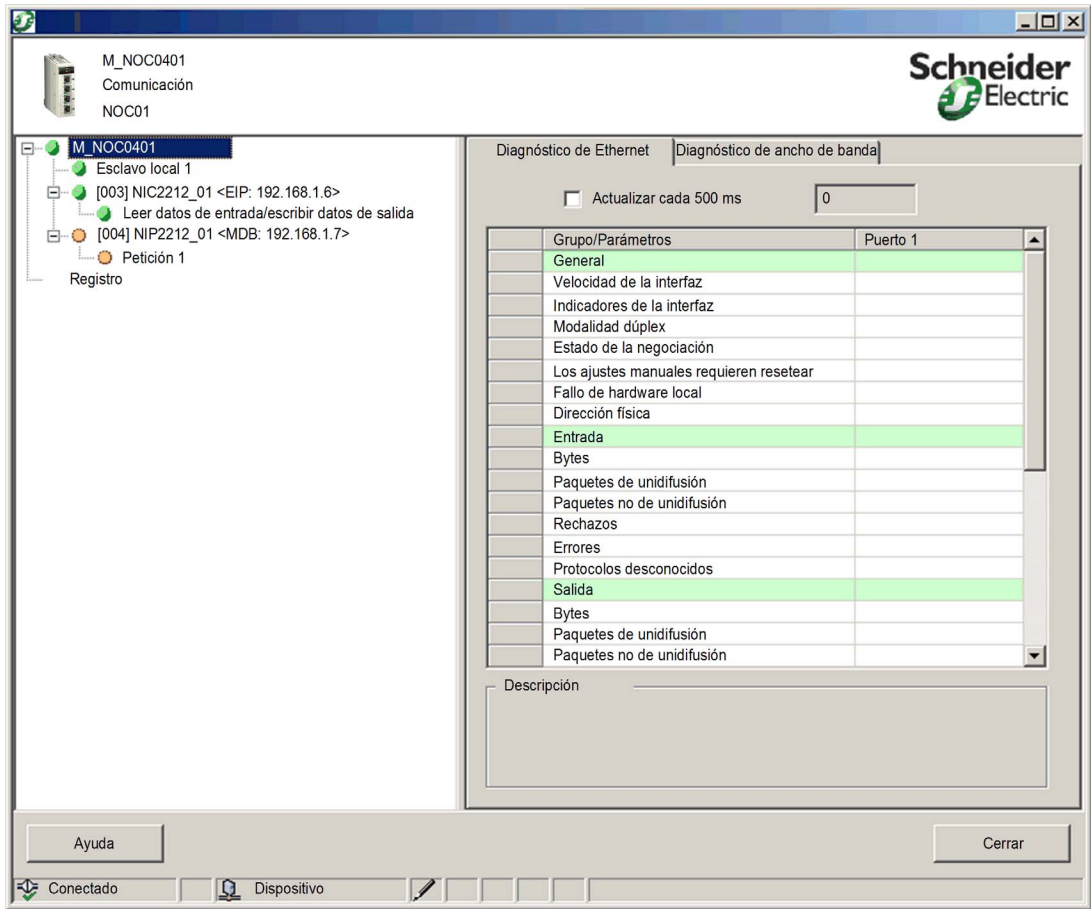 M_NOC0401
Comunicación
NOC01
Schneider
Electric
M_NOC0401
Esclavo local 1
[003] NIC2212_01 <EIP: 192.168.1.6>
Leer datos de entrada/escribir datos de salida
[004] NIP2212_01 <MDB: 192.168.1.7>
Petición 1
Registro
Diagnóstico de Ethernet Diagnóstico de ancho de banda
Actualizar cada 500 ms 0
Grupo/Parámetros Puerto 1
General
Velocidad de la interfaz
Indicadores de la interfaz
Modalidad dúplex
Estado de la negociación
Los ajustes manuales requieren resetear
Fallo de hardware local
Dirección física
Entrada
Bytes
Paquetes de unidifusión
Paquetes no de unidifusión
Rechazos
Errores
Protocolos desconocidos
Salida
Bytes
Paquetes de unidifusión
Paquetes no de unidifusión
Descripción
Ayuda Cerrar
Conectado Dispositivo